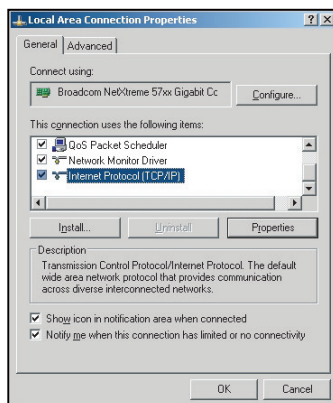 Local Area Connection Properties
General Advanced
Connect using:
Broadcom NetXtreme 57xx Gigabit Cc
Configure...
This connection uses the following items:
QoS Packet Scheduler
Network Monitor Driver
Internet Protocol (TCP/IP)
Install... Uninstall Properties
Description
Transmission Control Protocol/Internet Protocol. The default
wide area network protocol that provides communication
across diverse interconnected networks.
Show icon in notification area when connected
Notify me when this connection has limited or no connectivity
OK Cancel